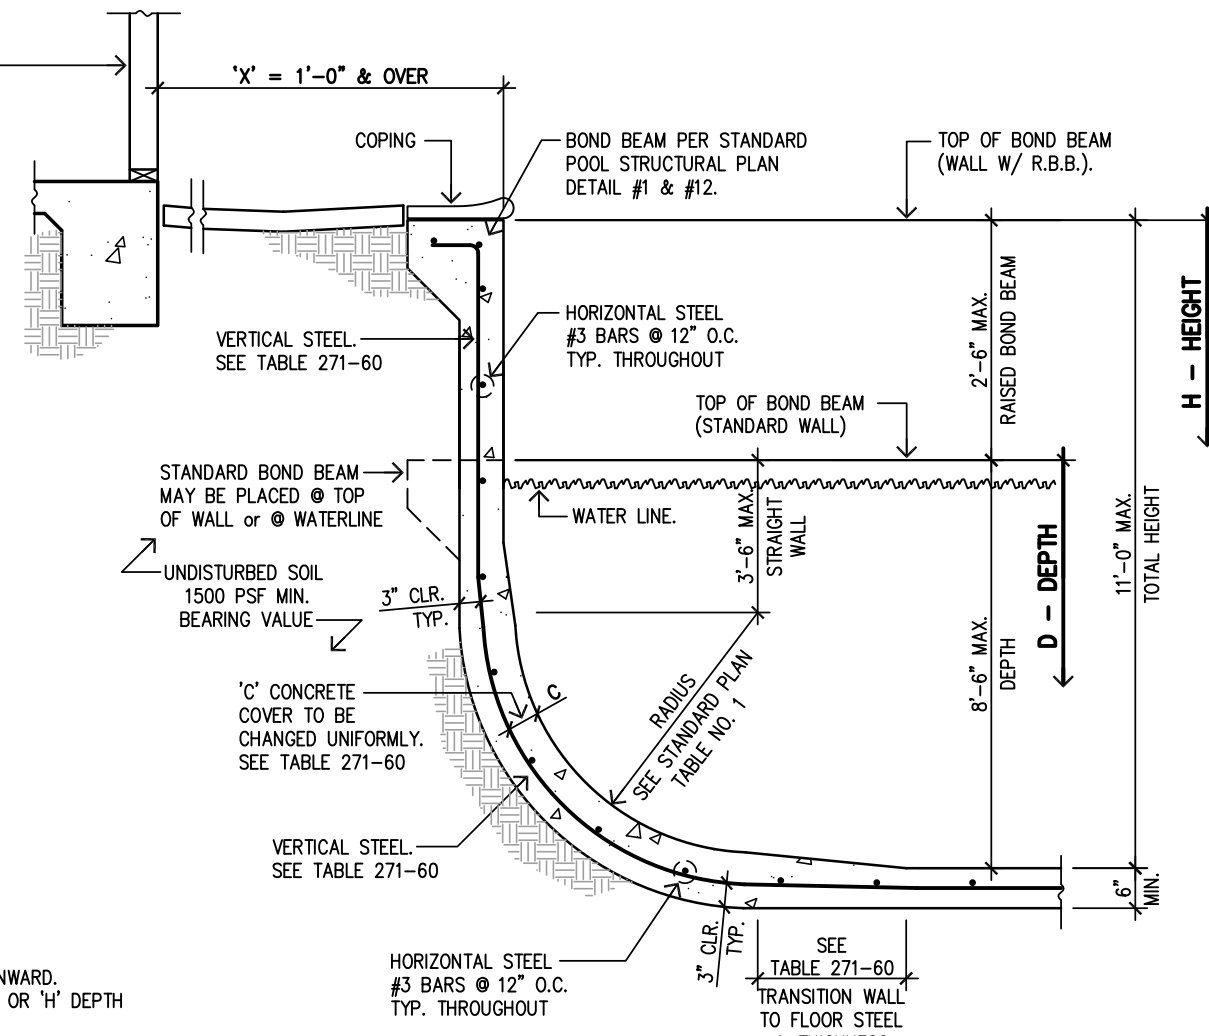 'X' = 1'-0" & OVER
COPING
BOND BEAM PER STANDARD
POOL STRUCTURAL PLAN
DETAIL #1 & #12.
TOP OF BOND BEAM
(WALL W/ R.B.B.).
VERTICAL STEEL.
SEE TABLE 271-60
HORIZONTAL STEEL
#3 BARS @ 12" O.C.
TYP. THROUGHOUT
2'-6" MAX.
RAISED BOND BEAM
H - HEIGHT
TOP OF BOND BEAM
(STANDARD WALL)
STANDARD BOND BEAM
MAY BE PLACED @ TOP
OF WALL or @ WATERLINE
WATER LINE.
3'-6" MAX.
STRAIGHT
WALL
D - DEPTH
11'-0" MAX.
TOTAL HEIGHT
UNDISTURBED SOIL
1500 PSF MIN.
BEARING VALUE
3" CLR.
TYP.
8'-6" MAX.
DEPTH
'C' CONCRETE
COVER TO BE
CHANGED UNIFORMLY.
SEE TABLE 271-60
C
RADIUS
SEE STANDARD PLAN
TABLE NO. 1
VERTICAL STEEL.
SEE TABLE 271-60
6"
MIN.
HORIZONTAL STEEL
#3 BARS @ 12" O.C.
TYP. THROUGHOUT
3" CLR.
TYP.
SEE
TABLE 271-60
TRANSITION WALL
TO FLOOR STEEL
NWARD.
OR 'H' DEPTH